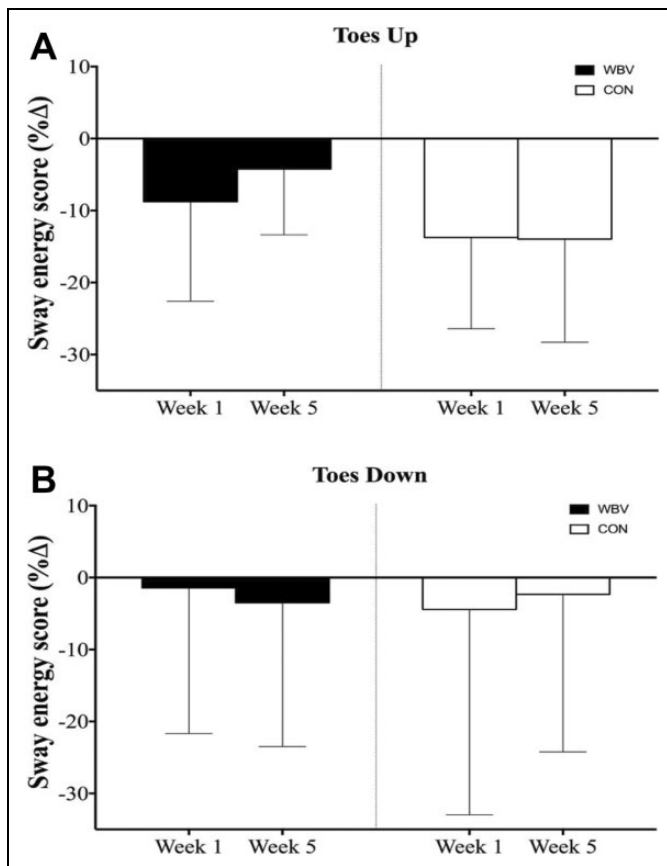 A
Toes Up
WBV
CON
Sway energy score (%Δ)
10
0
-10
-20
-30
Week 1 Week 5 Week 1 Week 5
B
Toes Down
WBV
CON
Sway energy score (%Δ)
10
0
-10
-20
-30
Week 1 Week 5 Week 1 Week 5